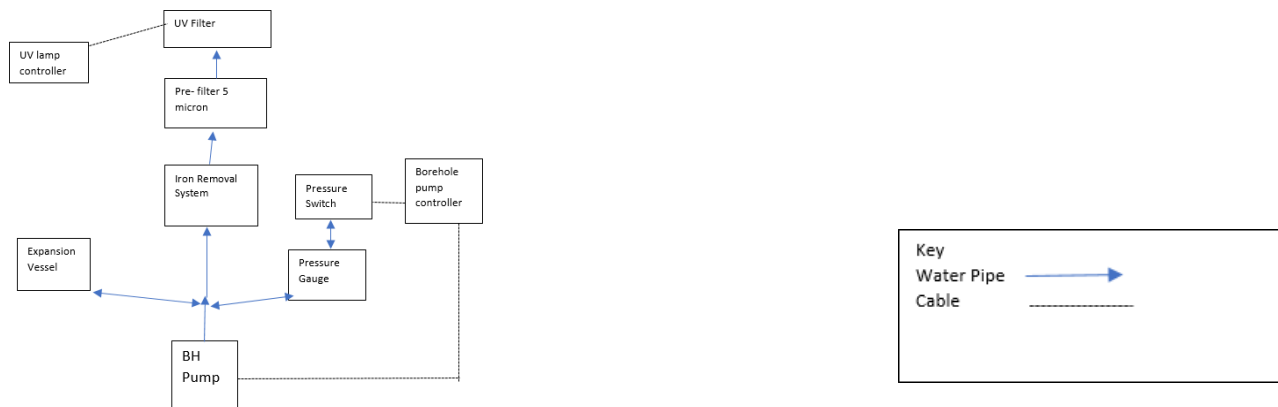 UV Filter
UV lamp
controller
Pre- filter 5
micron
Iron Removal
System
Pressure
Switch
Borehole
pump
controller
Expansion
Vessel
Pressure
Gauge
BH
Pump
Key
Water Pipe
Cable